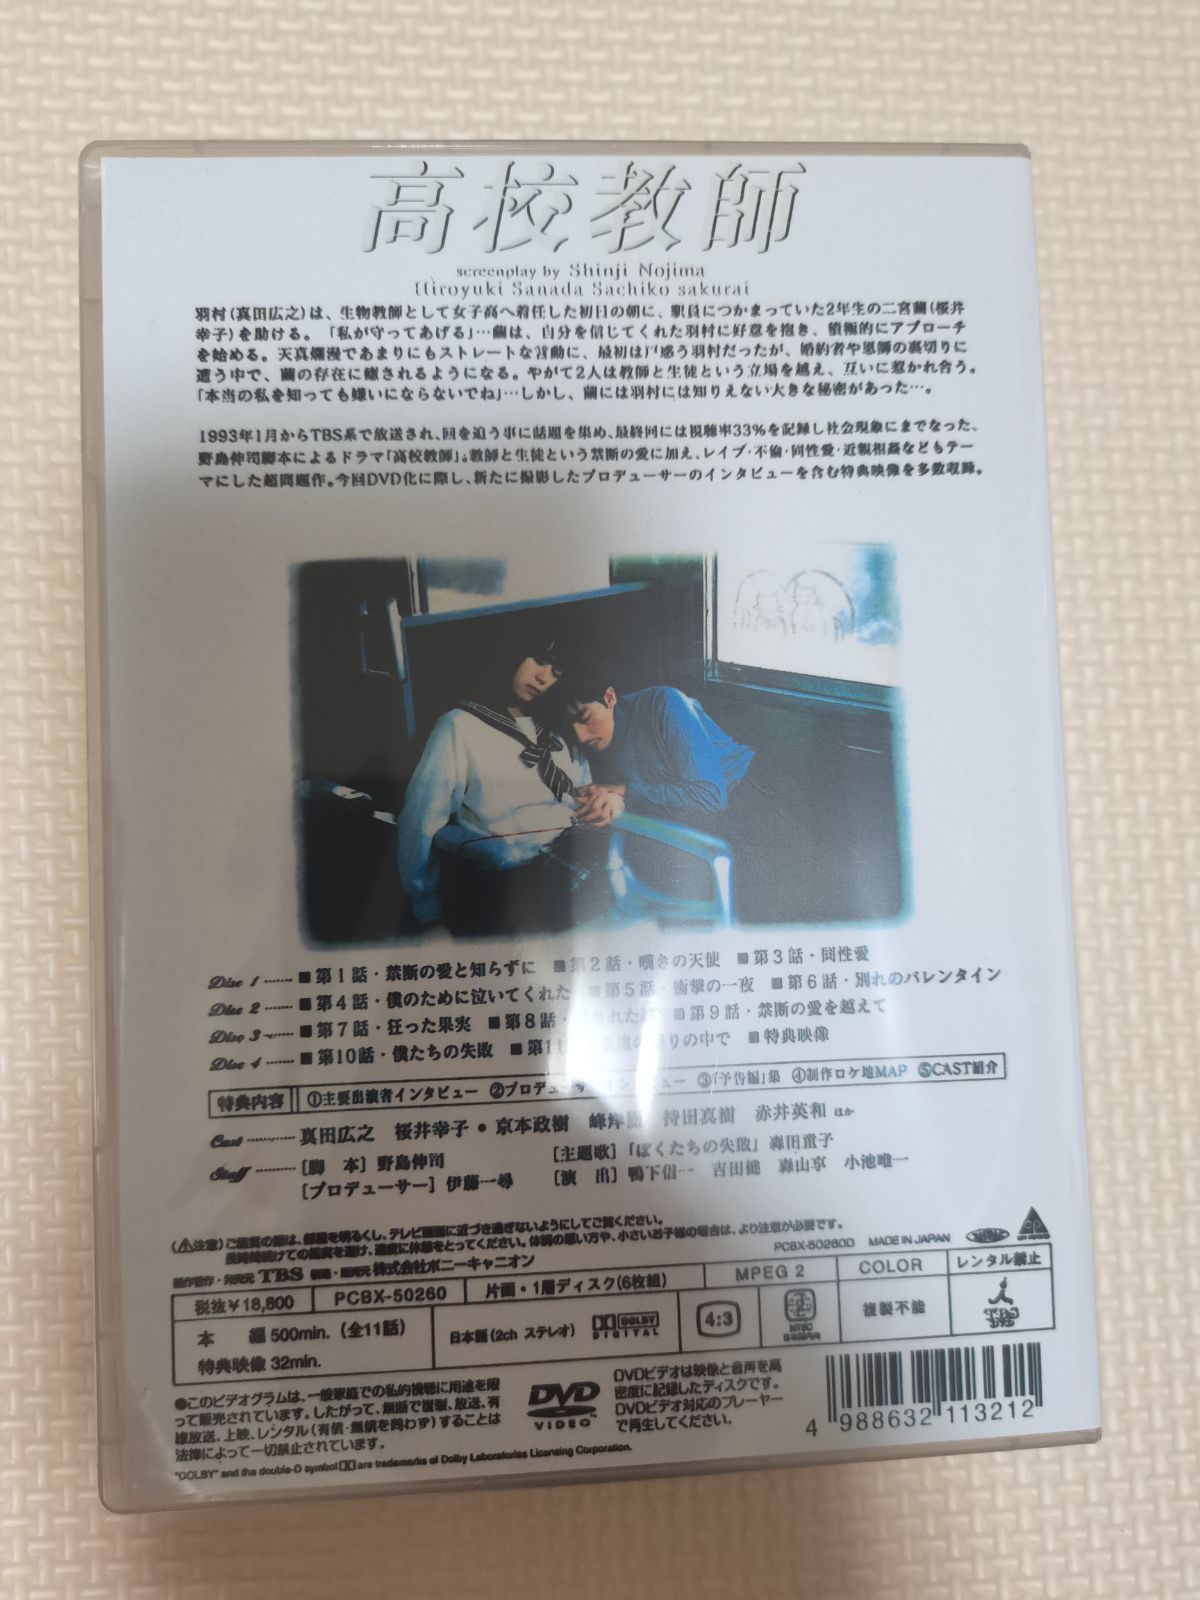 高校教師
screenplay by Shinji Nojima
Hiroyuki Sanada Sachiko sakurai
羽村(真田広之)は、生物教師として女子高へ着任した初日の朝に、駅員につかまっていた2年生の二宮繭(桜井
幸子)を助ける。「私が守ってあげる」…繭は、自分を信じてくれた羽村に好意を抱き、積極的にアプローチ
を始める。天真爛漫であまりにもストレートな言動に、最初は戸惑う羽村だったが、婚約者や恩師の裏切りに
遭う中で、繭の存在に癒されるようになる。やがて2人は教師と生徒という立場を越え、互いに惹かれ合う。
「本当の私を知っても嫌いにならないでね」…しかし、繭には羽村には知りえない大きな秘密があった…。
1993年1月からTBS系で放送され、回を追う事に話題を集め、最終回には視聴率33%を記録し社会現象にまでなった、
野島伸司脚本によるドラマ「高校教師」。教師と生徒という禁断の愛に加え、レイプ・不倫・同性愛・近親相姦などもテー
マにした超問題作。今回DVD化に際し、新たに撮影したプロデューサーのインタビューを含む特典映像を多数収録。
Disc 1 ....... ■第1話・禁断の愛と知らずに ■第2話・嘆きの天使 ■第3話・同性愛
Disc 2 ....... ■第4話・僕のために泣いてくれた ■第5話・衝撃の一夜 ■第6話・別れのバレンタイン
Disc 3 ....... ■第7話・狂った果実 ■第8話・ ■第9話・禁断の愛を越えて
Disc 4 ....... ■第10話・僕たちの失敗 ■第11 の中で ■特典映像
特典内容 ①主要出演者インタビュー ②プロデューサーインタビュー ③「予告編」集 ④制作ロケ地MAP ⑤CAST紹介
Cast .......... 真田広之 桜井幸子・京本政樹 峰岸徹 持田真樹 赤井英和 ほか
Staff .......... [脚 本] 野島伸司 [主題歌]「ぼくたちの失敗」森田童子
[プロデューサー] 伊藤一尋 [演 出] 鴨下信一 吉田健 森山享 小池唯一
(⚠注意) ご鑑賞の際は、部屋を明るくし、テレビ画面に近づき過ぎないようにしてご覧ください。
長時間続けての鑑賞を避け、適度に休憩をとってください。体調の悪い方や、小さいお子様の場合は、より注意が必要です。
PCBX-50260D MADE IN JAPAN
製作著作・発売元 TBS 製造・販売元 株式会社ポニーキャニオン
税抜¥18,800 PCBX-50260 片面・1層ディスク(6枚組) MPEG 2 COLOR レンタル禁止
本 編 500min. (全11話) 日本語(2ch ステレオ) DOLBY DIGITAL 4:3 2 NTSC 日本国内向 複製不能 TBS
特典映像 32min.
●このビデオグラムは、一般家庭での私的視聴に用途を限
って販売されています。したがって、無断で複製、放送、有
線放送、上映、レンタル(有償・無償を問わず)することは
法律によって一切禁止されています。
DVD VIDEO
DVDビデオは映像と音声を高
密度に記録したディスクです。
DVDビデオ対応のプレーヤー
で再生してください。
4 988632 113212
"DOLBY" and the double-D symbol are trademarks of Dolby Laboratories Licensing Corporation.